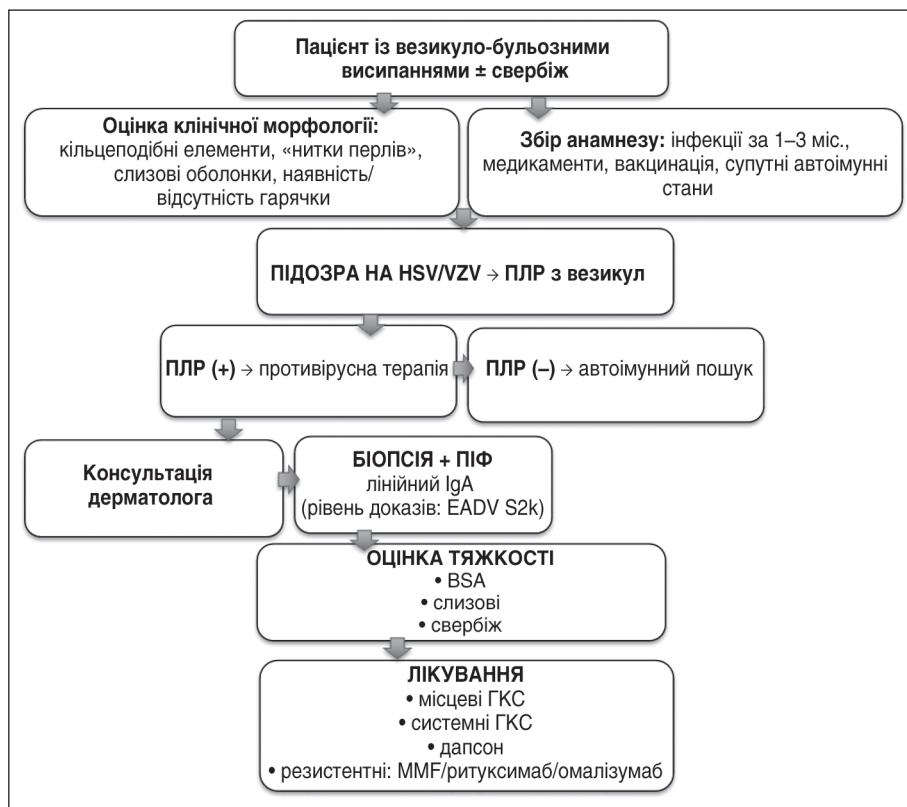 Пацієнт із везикуло-бульозними
висипаннями ± свербіж
Оцінка клінічної морфології:
кільцеподібні елементи, «нитки перлів»,
слизові оболонки, наявність/
відсутність гарячки
Збір анамнезу: інфекції за 1–3 міс.,
медикаменти, вакцинація, супутні автоімунні
стани
ПІДОЗРА НА HSV/VZV → ПЛР з везикул
ПЛР (+) → противірусна терапія
ПЛР (–) → автоімунний пошук
Консультація
дерматолога
БІОПСІЯ + ПІФ
лінійний IgA
(рівень доказів: EADV S2k)
ОЦІНКА ТЯЖКОСТІ
• BSA
• слизові
• свербіж
ЛІКУВАННЯ
• місцеві ГКС
• системні ГКС
• дапсон
• резистентні: MMF/ритуксимаб/омалізумаб